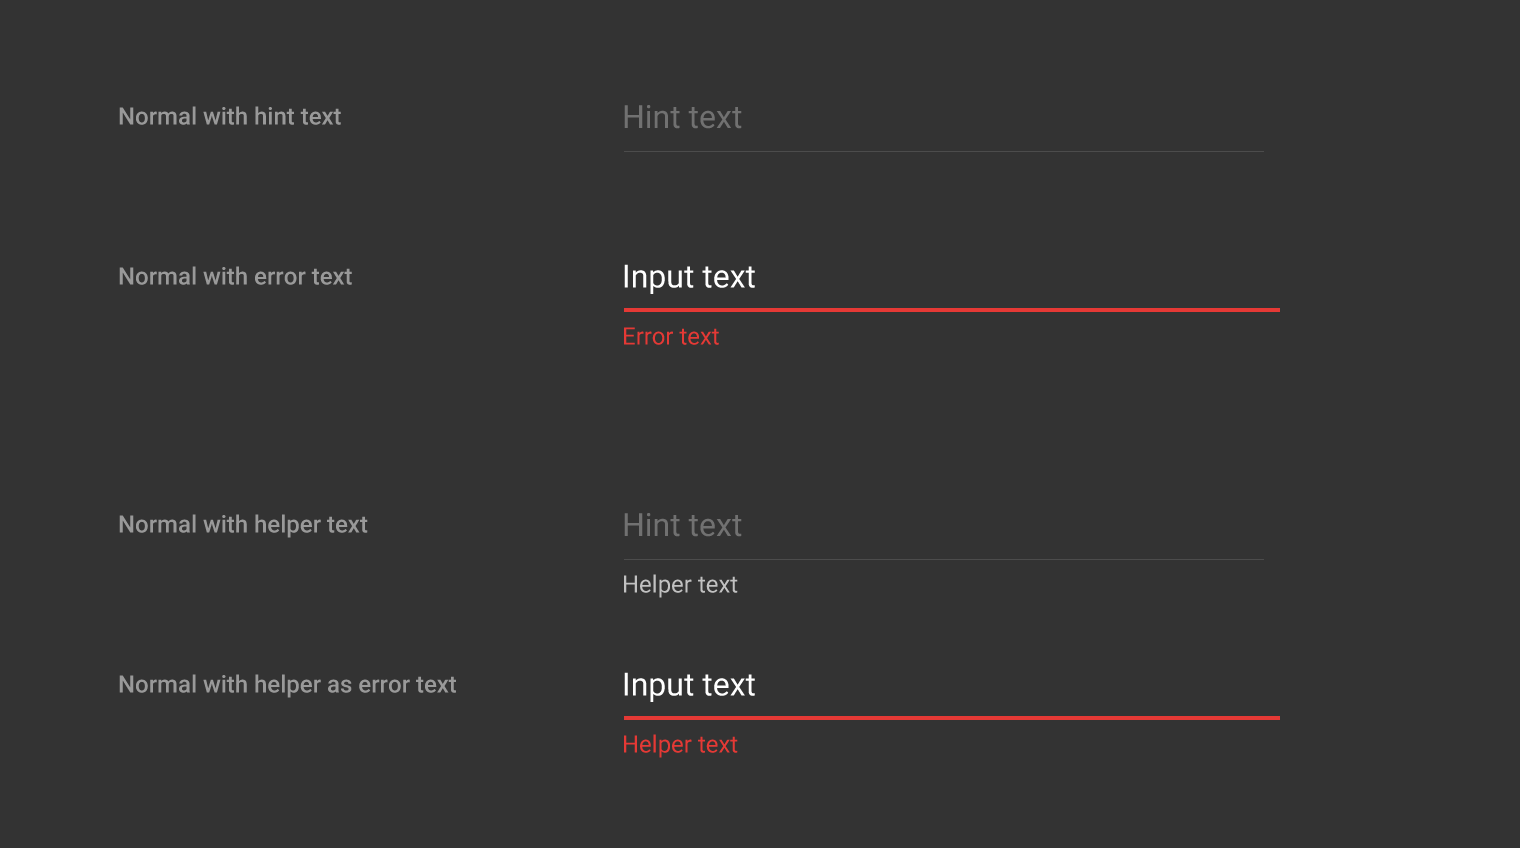 Normal with hint text
Hint text
Normal with error text
Input text
Error text
Normal with helper text
Hint text
Helper text
Normal with helper as error text
Input text
Helper text